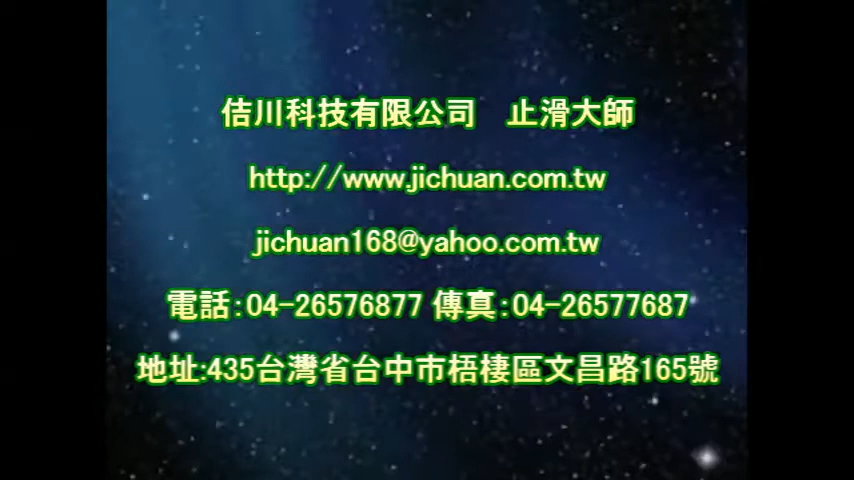 佶川科技有限公司　止滑大師
http://www.jichuan.com.tw
jichuan168@yahoo.com.tw
電話:04-26576877 傳真:04-26577687
地址:435台灣省台中市梧棲區文昌路165號